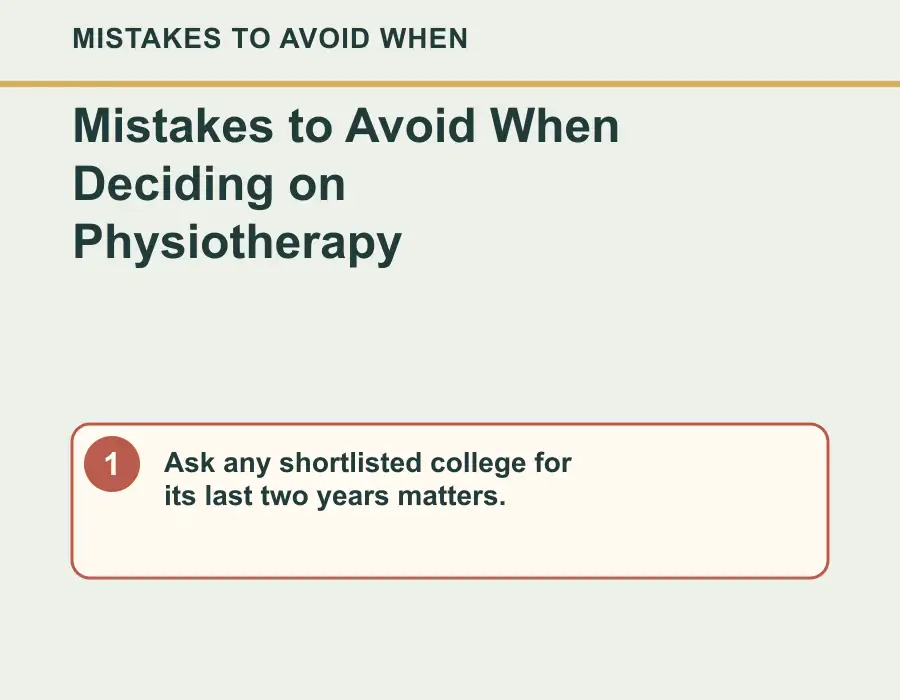 MISTAKES TO AVOID WHEN
Mistakes to Avoid When
Deciding on
Physiotherapy
1
Ask any shortlisted college for
its last two years matters.